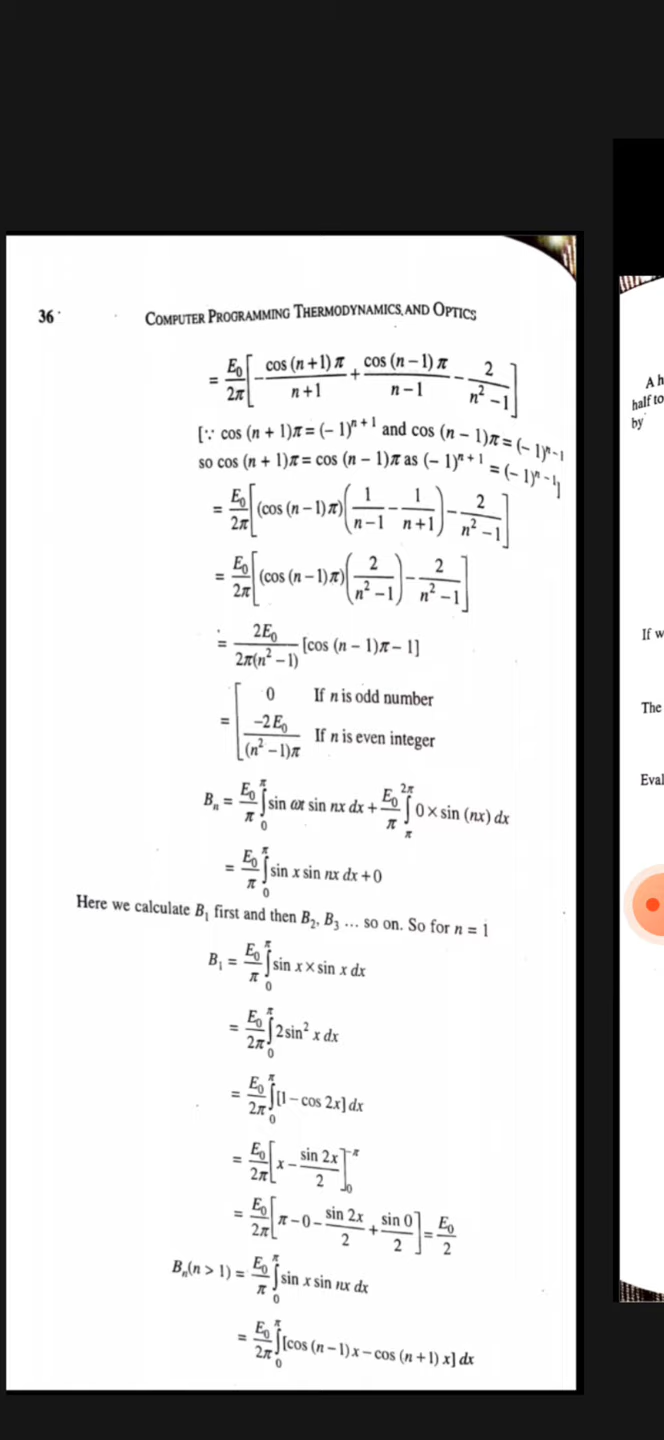 36
COMPUTER PROGRAMMING THERMODYNAMICS, AND OPTICS
= E₀/2π [ − cos (n+1) π / n+1 + cos (n−1) π / n−1 − 2 / n² −1 ]
[∵ cos (n + 1)π = (− 1)ⁿ ⁺ ¹ and cos (n − 1)π = (− 1)ⁿ ⁻ ¹
so cos (n + 1)π = cos (n − 1)π as (− 1)ⁿ ⁺ ¹ = (− 1)ⁿ ⁻ ¹]
= E₀/2π [ (cos (n−1) π) ( 1/n−1 − 1/n+1 ) − 2/n² −1 ]
= E₀/2π [ (cos (n−1) π) ( 2/n² −1 ) − 2/n² −1 ]
= 2E₀/2π(n² −1) [cos (n − 1)π − 1]
= [ 0 If n is odd number
−2E₀/(n² −1)π If n is even integer
Bₙ = E₀/π ∫₀^π sin ωt sin nx dx + E₀/π ∫_π^2π 0 × sin (nx) dx
= E₀/π ∫₀^π sin x sin nx dx + 0
Here we calculate B₁ first and then B₂, B₃ ... so on. So for n = 1
B₁ = E₀/π ∫₀^π sin x × sin x dx
= E₀/2π ∫₀^π 2 sin² x dx
= E₀/2π ∫₀^π [1 − cos 2x] dx
= E₀/2π [ x − sin 2x/2 ]₀^π
= E₀/2π [ π − 0 − sin 2x/2 + sin 0/2 ] = E₀/2
Bₙ(n > 1) = E₀/π ∫₀^π sin x sin nx dx
= E₀/2π ∫₀^π [cos (n − 1) x − cos (n + 1) x] dx
A h
half to
by
If w
The
Eval